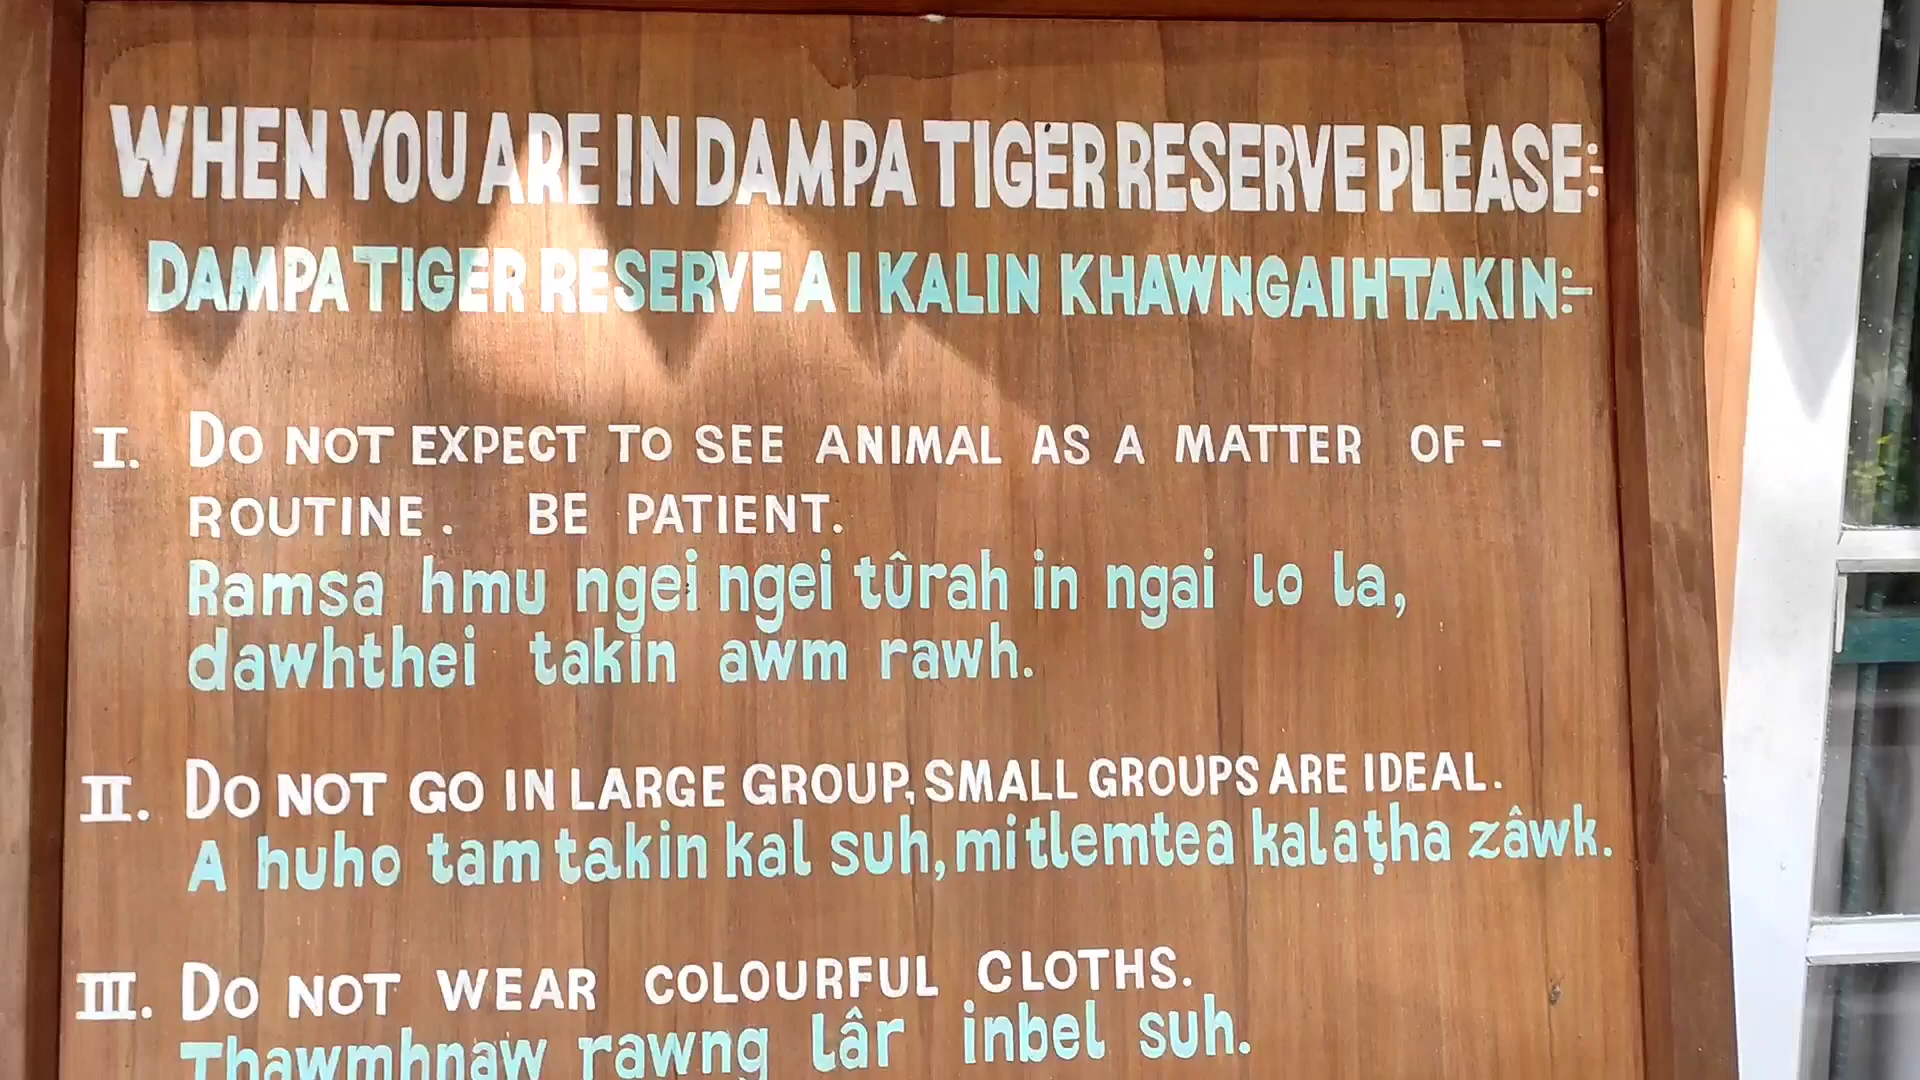 WHEN YOU ARE IN DAMPA TIGER RESERVE PLEASE:
DAMPA TIGER RESERVE A I KALIN KHAWNGAIHTAKIN:-
I. DO NOT EXPECT TO SEE ANIMAL AS A MATTER OF -
ROUTINE. BE PATIENT.
Ramsa hmu ngei ngei tûrah in ngai lo la,
dawhthei takin awm rawh.
II. DO NOT GO IN LARGE GROUP, SMALL GROUPS ARE IDEAL.
A huho tam takin kal suh, mi tlemtea kal a ṭha zâwk.
III. DO NOT WEAR COLOURFUL CLOTHS.
Thawmhnaw rawng lâr inbel suh.